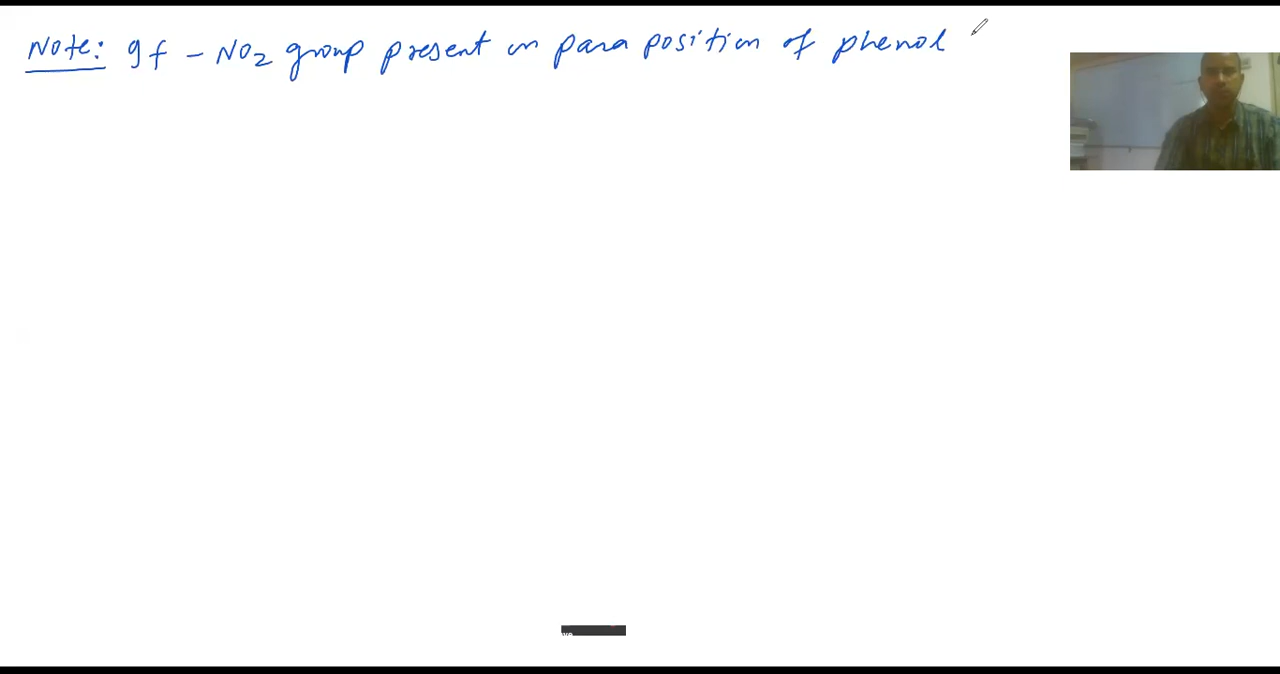 Note: If - NO2 group present in para position of phenol